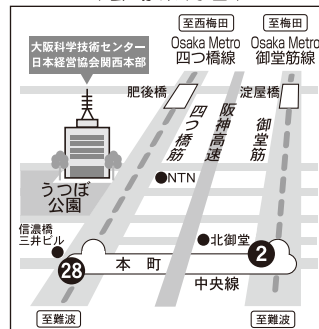 至西梅田
至梅田
大阪科学技術センター
日本経営協会関西本部
Osaka Metro
四つ橋線
Osaka Metro
御堂筋線
肥後橋
淀屋橋
四つ橋筋
阪神高速
御堂筋
うつぼ
公園
●NTN
信濃橋
三井ビル
●北御堂
28
本町
2
中央線
至難波
至難波